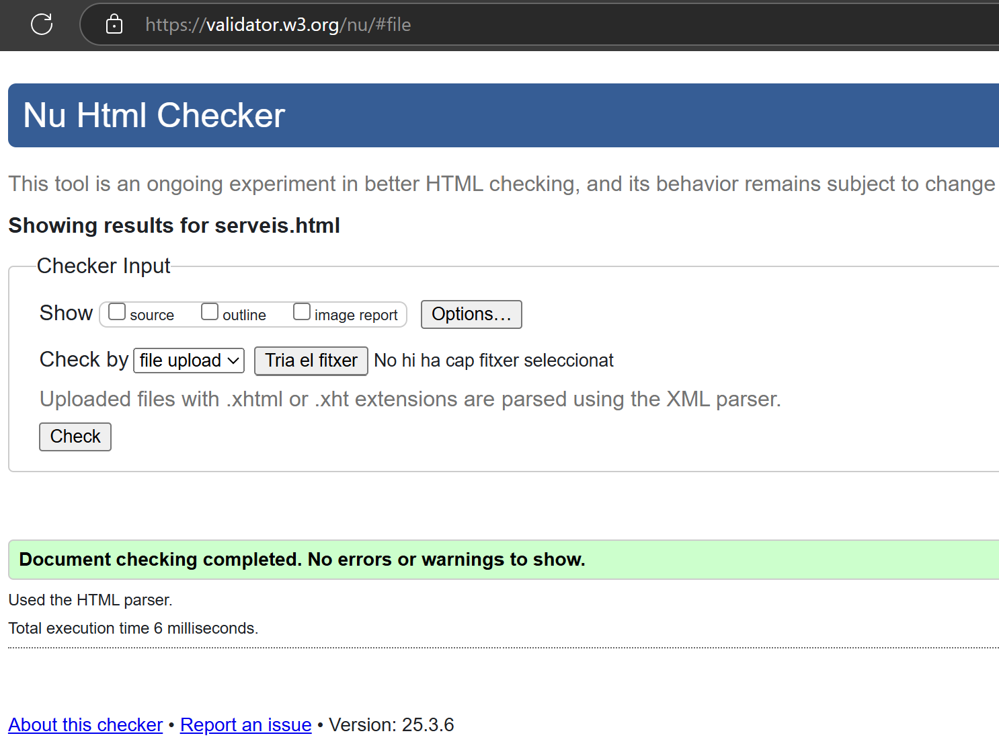 https://validator.w3.org/nu/#file
Nu Html Checker
This tool is an ongoing experiment in better HTML checking, and its behavior remains subject to change
Showing results for serveis.html
Checker Input
Show source outline image report Options…
Check by file upload Tria el fitxer No hi ha cap fitxer seleccionat
Uploaded files with .xhtml or .xht extensions are parsed using the XML parser.
Check
Document checking completed. No errors or warnings to show.
Used the HTML parser.
Total execution time 6 milliseconds.
About this checker • Report an issue • Version: 25.3.6